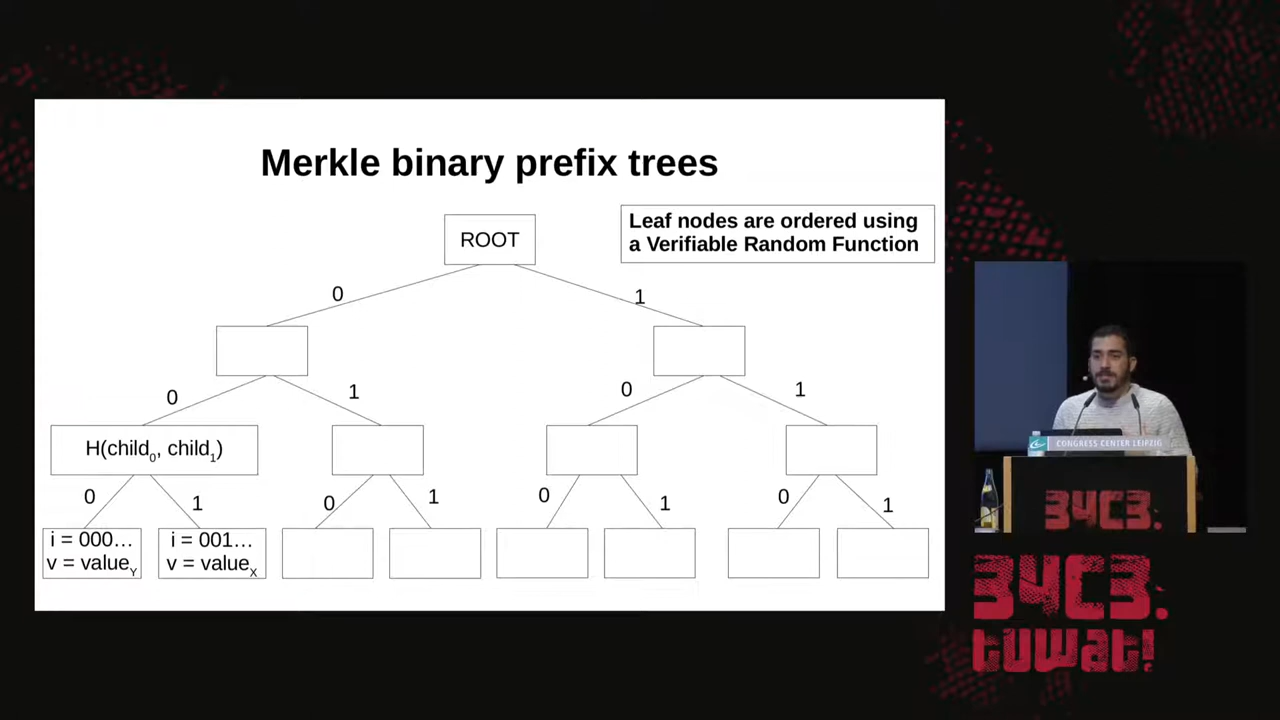 Merkle binary prefix trees
ROOT
Leaf nodes are ordered using
a Verifiable Random Function
0
1
0
1
0
1
H(child0, child1)
0
1
0
1
0
1
0
1
i = 000…
v = valueY
i = 001…
v = valueX
CONGRESS CENTER LEIPZIG
34C3.
34C3.
tuwat!